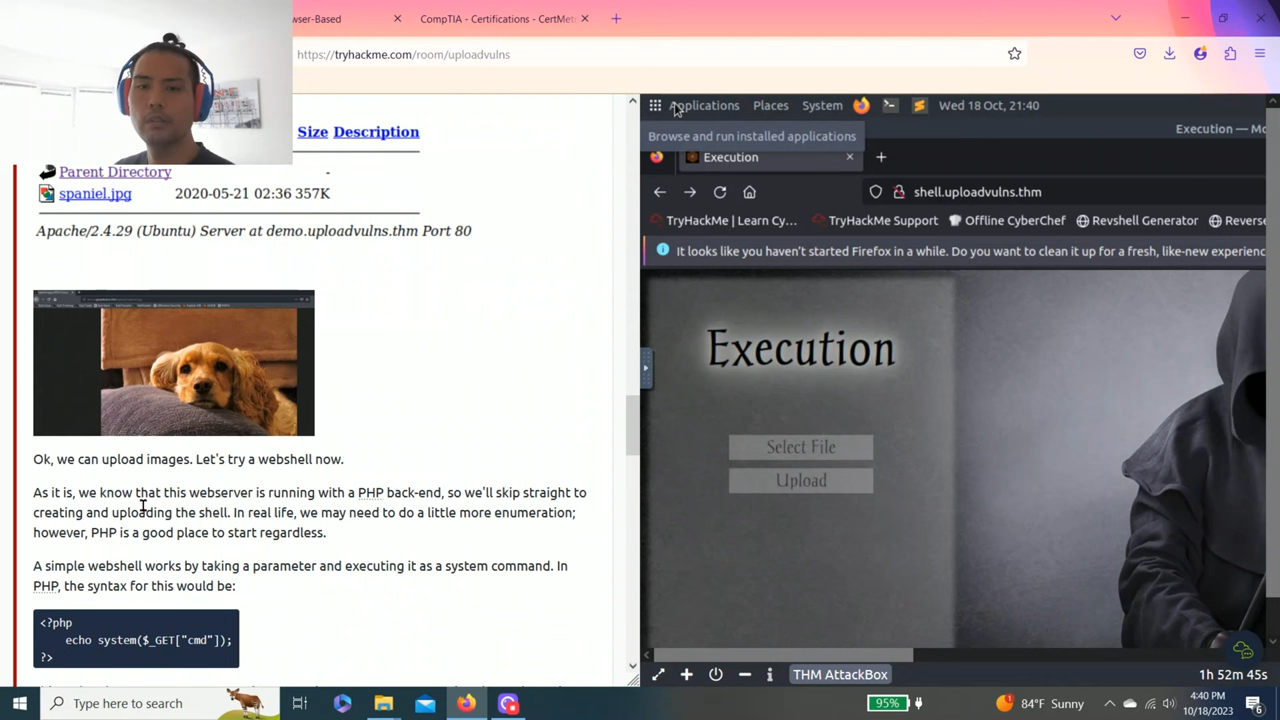 wser-Based
CompTIA - Certifications - CertMet
https://tryhackme.com/room/uploadvulns
Size Description
Parent Directory -
spaniel.jpg 2020-05-21 02:36 357K
Apache/2.4.29 (Ubuntu) Server at demo.uploadvulns.thm Port 80
Ok, we can upload images. Let's try a webshell now.
As it is, we know that this webserver is running with a PHP back-end, so we'll skip straight to
creating and uploading the shell. In real life, we may need to do a little more enumeration;
however, PHP is a good place to start regardless.
A simple webshell works by taking a parameter and executing it as a system command. In
PHP, the syntax for this would be:
<?php
echo system($_GET["cmd"]);
?>
Applications Places System Wed 18 Oct, 21:40
Browse and run installed applications
Execution — Mo
Execution
shell.uploadvulns.thm
TryHackMe | Learn Cy... TryHackMe Support Offline CyberChef Revshell Generator Reverse
It looks like you haven't started Firefox in a while. Do you want to clean it up for a fresh, like-new experienc
Execution
Select File
Upload
THM AttackBox
1h 52m 45s
Type here to search
95%
1
84°F Sunny
4:40 PM
10/18/2023
6